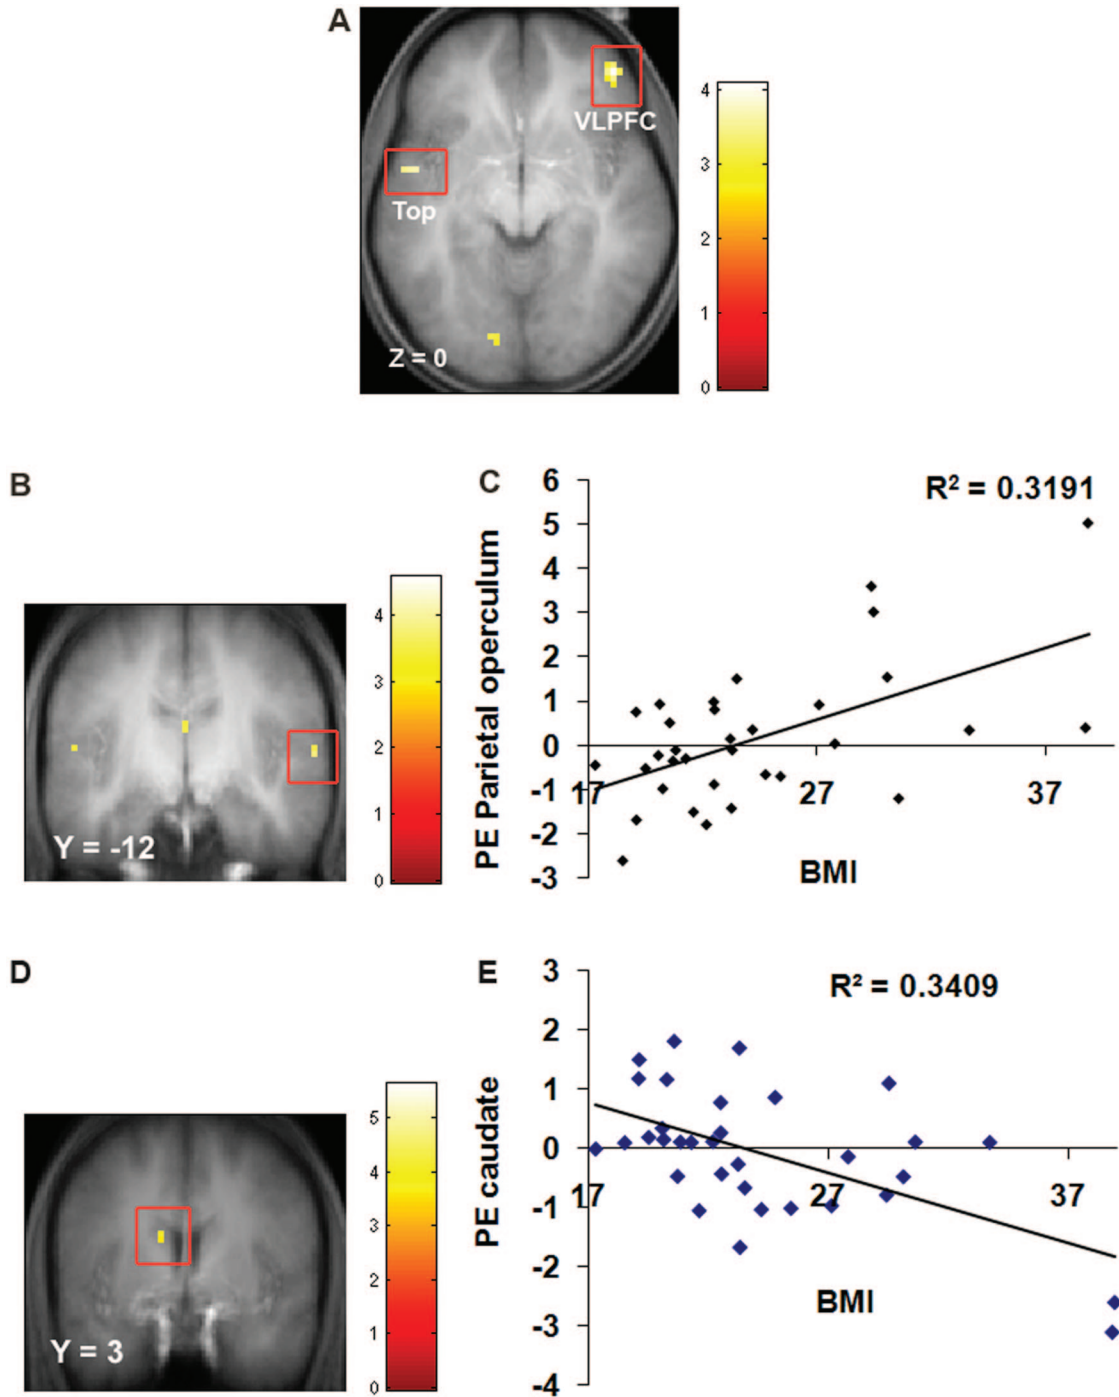 A
VLPFC
Top
Z = 0
4
3
2
1
0
B
Y = -12
4
3
2
1
0
C
R² = 0.3191
PE Parietal operculum
6
5
4
3
2
1
0
-1
-2
-3
17
27
37
BMI
D
Y = 3
5
4
3
2
1
0
E
R² = 0.3409
PE caudate
3
2
1
0
-1
-2
-3
-4
17
27
37
BMI